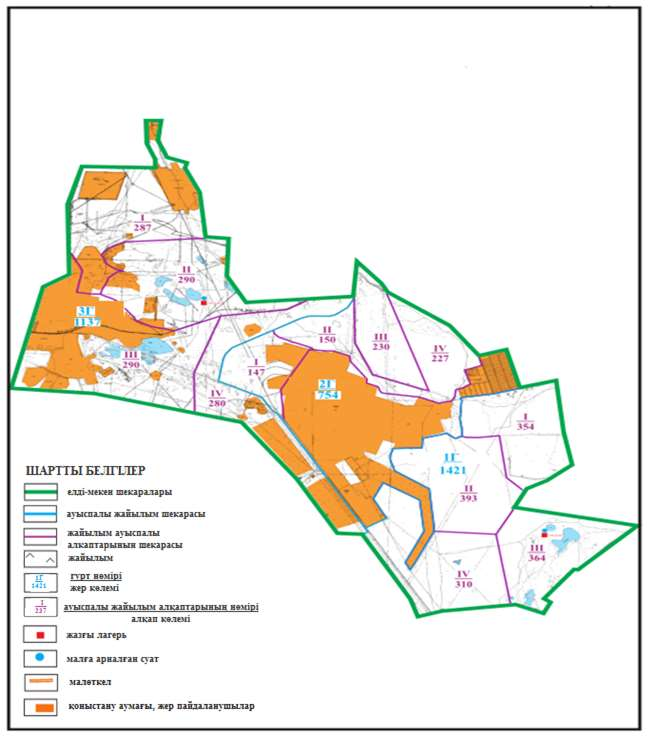 I
287
II
290
3Г
1137
III
290
IV
280
I
147
II
150
III
230
IV
227
2Г
754
I
354
1Г
1421
II
393
III
364
IV
310
ШАРТТЫ БЕЛГІЛЕР
елді-мекен шекаралары
ауыспалы жайылым шекарасы
жайылым ауыспалы
алқаптарының шекарасы
жайылым
1Г
1421
гурт нөмірі
жер көлемі
I
237
ауыспалы жайылым алқаптарының нөмірі
алқап көлемі
жазғы лагерь
малға арналған суат
малөткел
қоныстану аумағы, жер пайдаланушылар